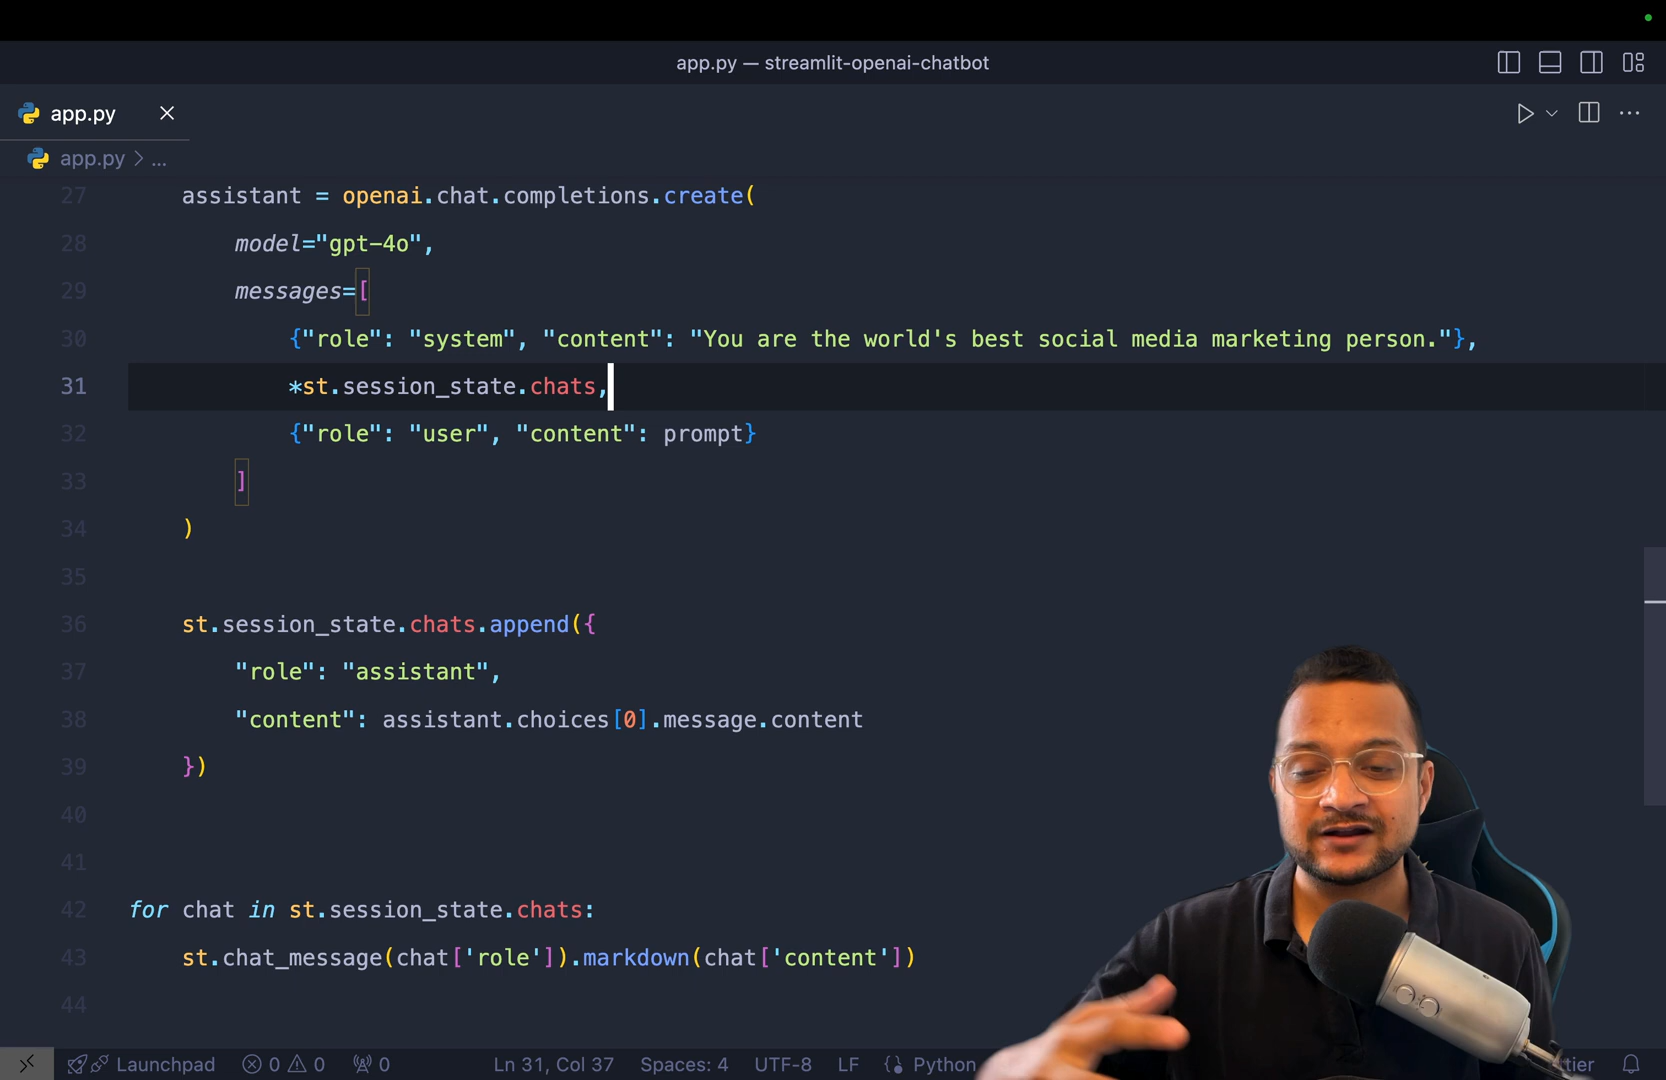 app.py — streamlit-openai-chatbot
app.py
app.py > ...
27 assistant = openai.chat.completions.create(
28 model="gpt-4o",
29 messages=[
30 {"role": "system", "content": "You are the world's best social media marketing person."},
31 *st.session_state.chats,
32 {"role": "user", "content": prompt}
33 ]
34 )
35
36 st.session_state.chats.append({
37 "role": "assistant",
38 "content": assistant.choices[0].message.content
39 })
40
41
42 for chat in st.session_state.chats:
43 st.chat_message(chat['role']).markdown(chat['content'])
44
Launchpad 0 0 0 Ln 31, Col 37 Spaces: 4 UTF-8 LF Python